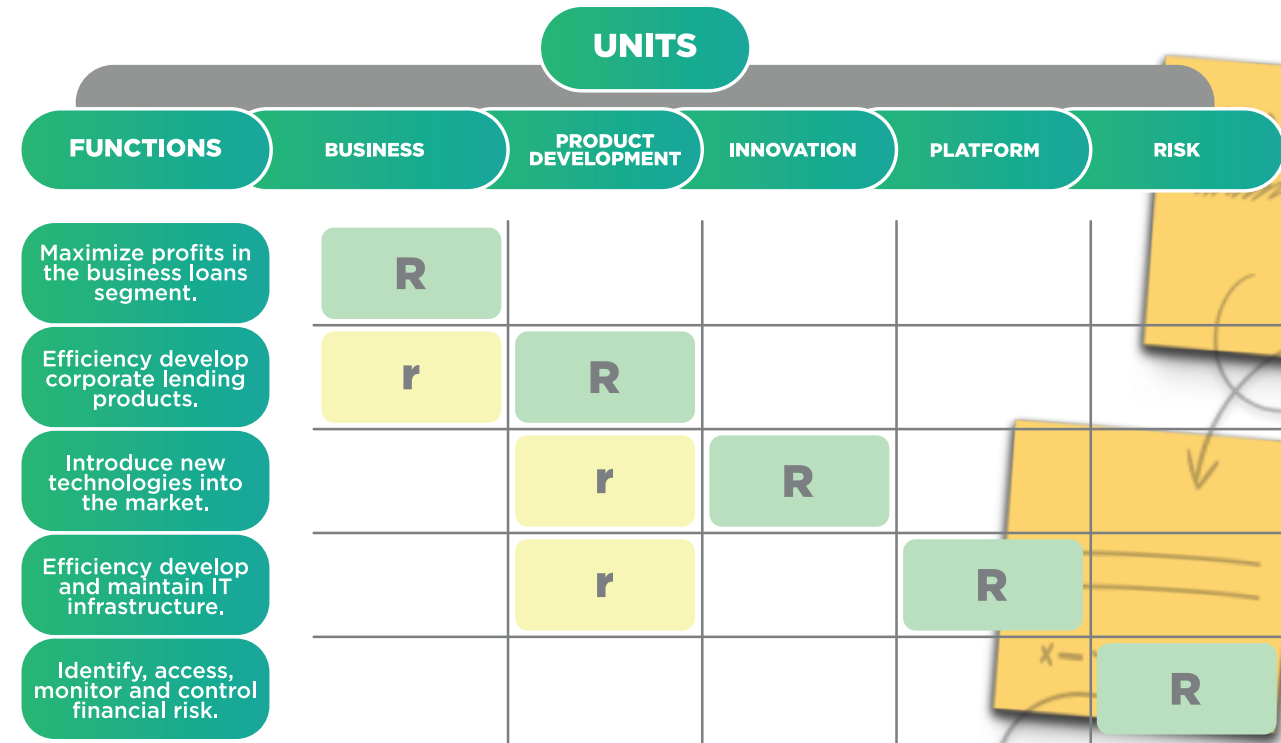 UNITS
FUNCTIONS
BUSINESS
PRODUCT
DEVELOPMENT
INNOVATION
PLATFORM
RISK
Maximize profits in
the business loans
segment.
R
Efficiency develop
corporate lending
products.
r
R
Introduce new
technologies into
the market.
r
R
Efficiency develop
and maintain IT
infrastructure.
r
R
Identify, access,
monitor and control
financial risk.
R